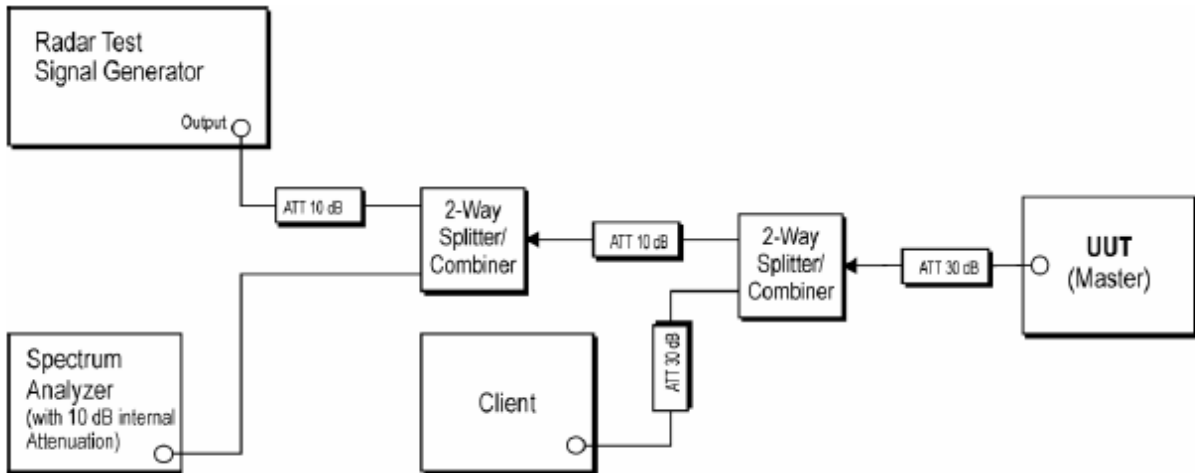 Radar Test
Signal Generator
Output
ATT 10 dB
2-Way
Splitter/
Combiner
ATT 10 dB
2-Way
Splitter/
Combiner
ATT 30 dB
UUT
(Master)
Spectrum
Analyzer
(with 10 dB internal
Attenuation)
Client
ATT 30 dB